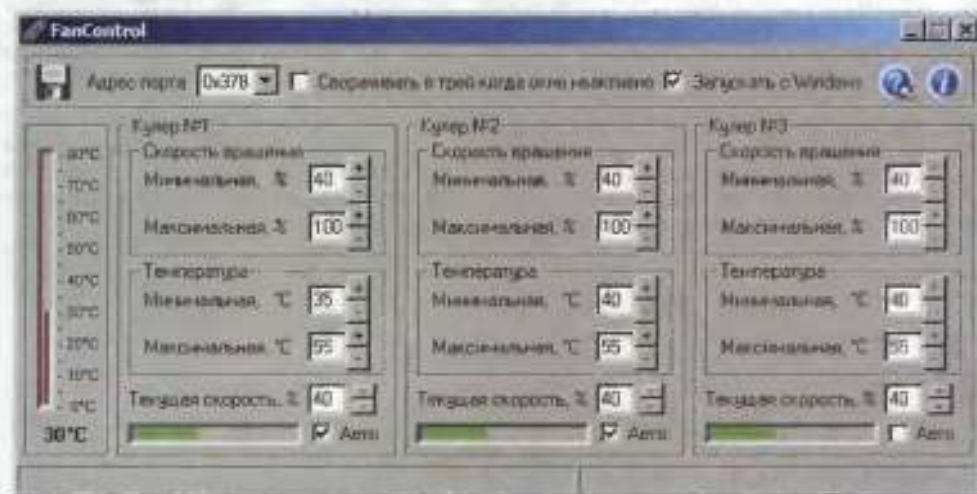 FanControl
Адрес порта 0x378 Сворачивать в трей когда окно неактивно Запускать с Windows
Кулер №1
Скорость вращения
Минимальная, % 40
Максимальная, % 100
Температура
Минимальная, °C 35
Максимальная, °C 55
Текущая скорость, % 40
Авто
Кулер №2
Скорость вращения
Минимальная, % 40
Максимальная, % 100
Температура
Минимальная, °C 40
Максимальная, °C 55
Текущая скорость, % 40
Авто
Кулер №3
Скорость вращения
Минимальная, % 40
Максимальная, % 100
Температура
Минимальная, °C 40
Максимальная, °C 55
Текущая скорость, % 40
Авто
80°C
70°C
60°C
50°C
40°C
30°C
20°C
10°C
0°C
30°C